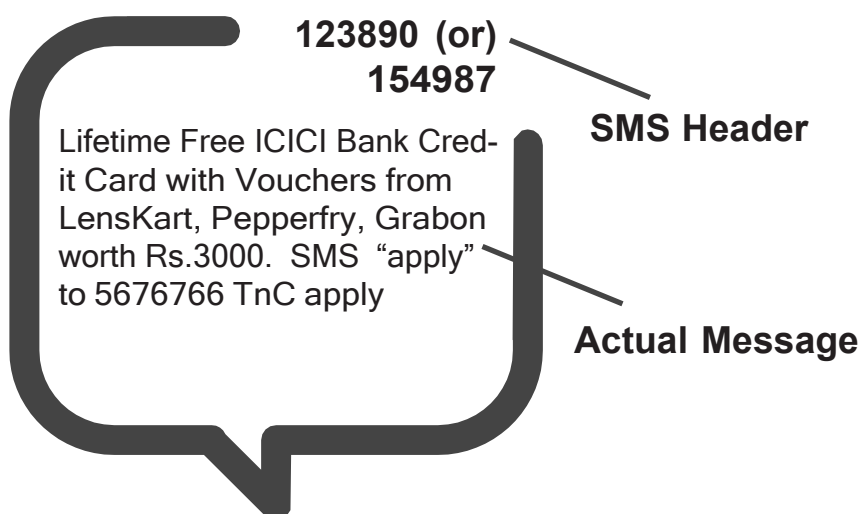 123890 (or)
154987
SMS Header
Lifetime Free ICICI Bank Cred-
it Card with Vouchers from
LensKart, Pepperfry, Grabon
worth Rs.3000.  SMS  “apply”
to 5676766 TnC apply
Actual Message